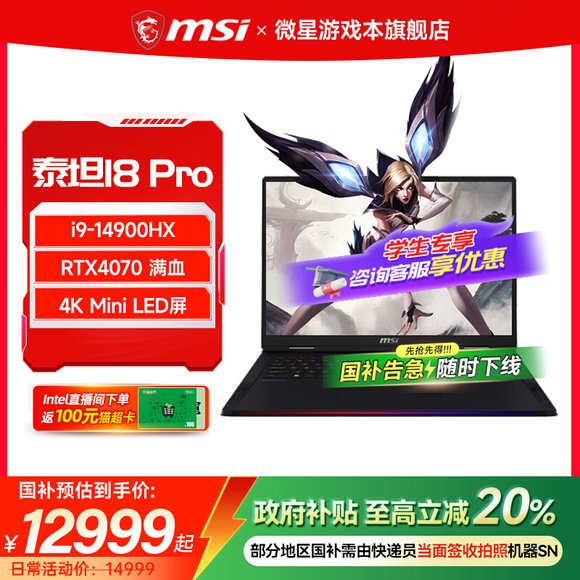 msi × 微星游戏本旗舰店
泰坦18 Pro
i9-14900HX
RTX4070 满血
4K Mini LED屏
学生专享
咨询客服享优惠
msi
先抢先得!!!
国补告急 随时下线
Intel直播间下单
返100元猫超卡
100
国补预估到手价:
¥12999起
日常活动价: 14999
政府补贴 至高立减20%
部分地区国补需由快递员当面签收拍照机器SN